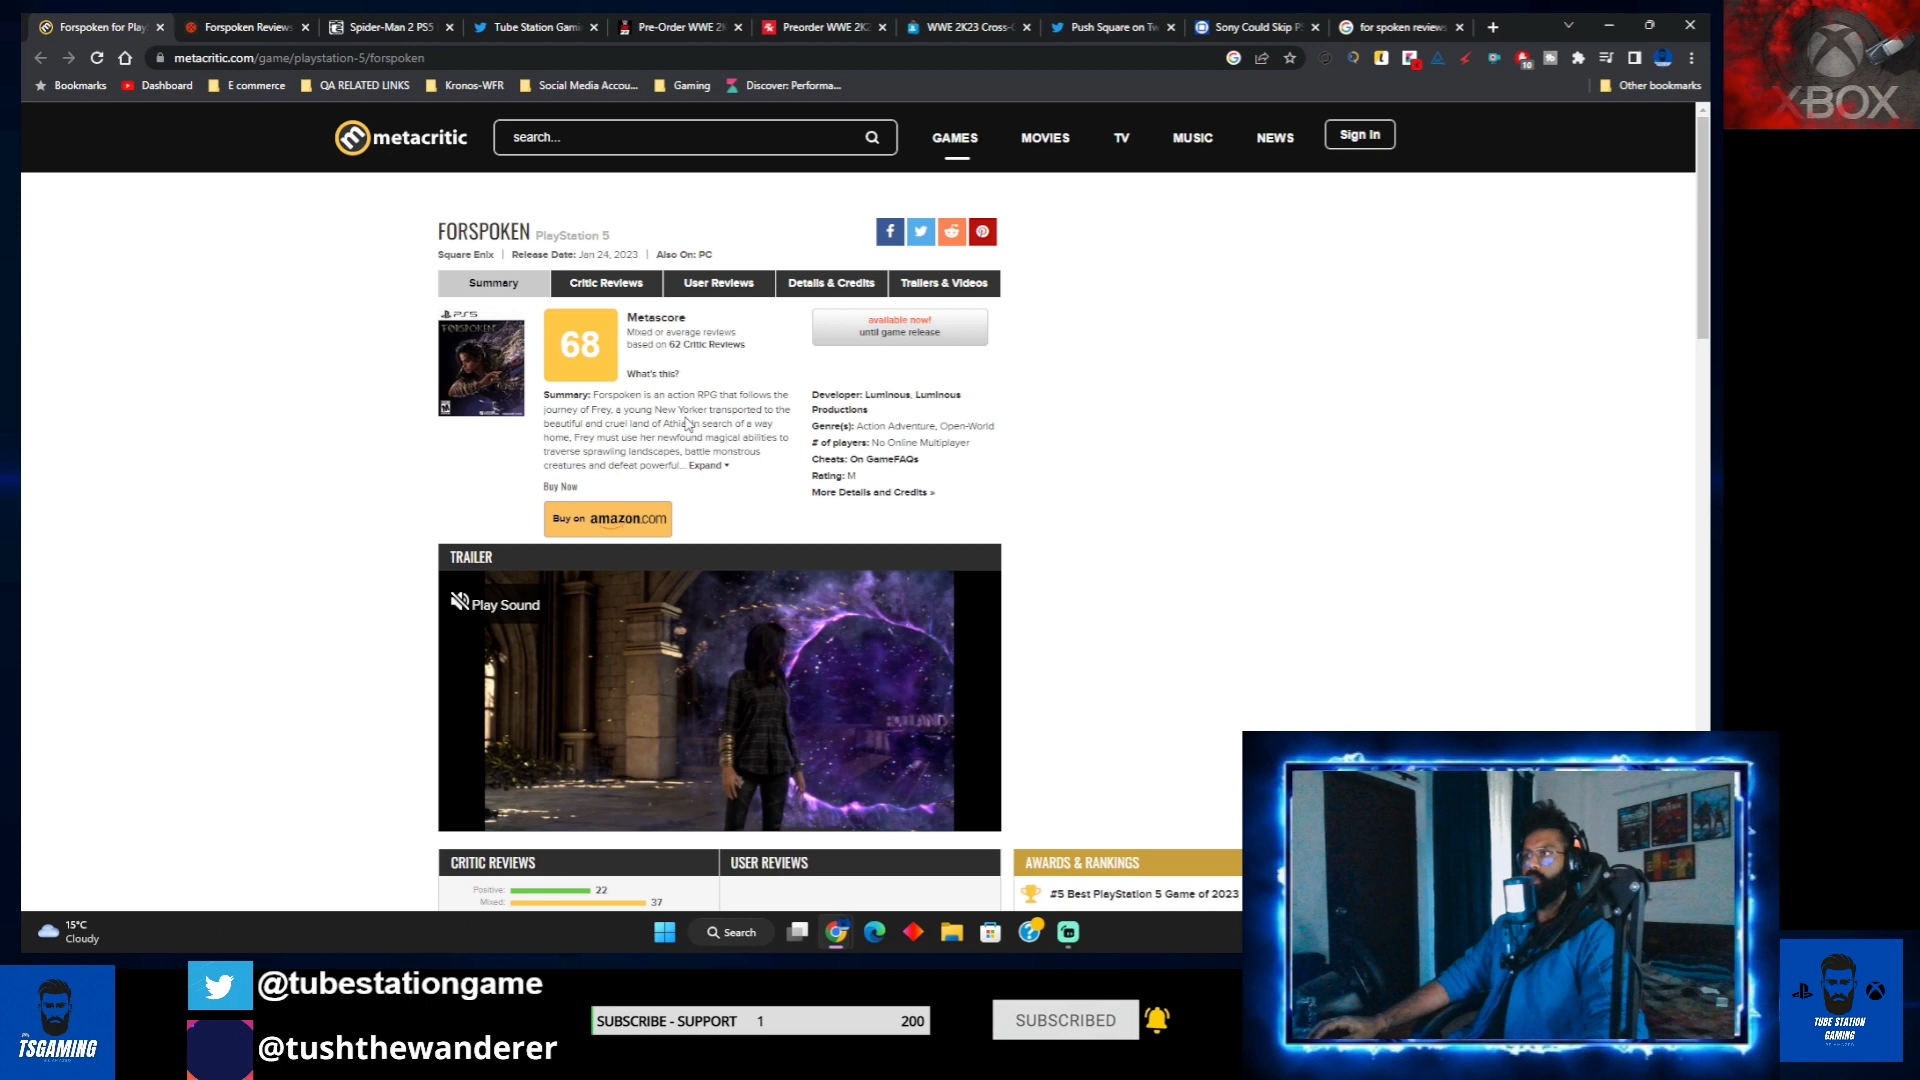 Forspoken for Play
Forspoken Reviews
Spider-Man 2 PS5
Tube Station Gami
Pre-Order WWE 2K
Preorder WWE 2K2
WWE 2K23 Cross-G
Push Square on Tw
Sony Could Skip PS
for spoken reviews
metacritic.com/game/playstation-5/forspoken
10
Bookmarks
Dashboard
E commerce
QA RELATED LINKS
Kronos-WFR
Social Media Accou...
Gaming
Discover: Performa...
Other bookmarks
XBOX
metacritic
search...
GAMES
MOVIES
TV
MUSIC
NEWS
Sign In
FORSPOKEN PlayStation 5
Square Enix | Release Date: Jan 24, 2023 | Also On: PC
Summary
Critic Reviews
User Reviews
Details & Credits
Trailers & Videos
PS5
FORSPOKEN
68
Metascore
Mixed or average reviews
based on 62 Critic Reviews
What's this?
available now!
until game release
Summary: Forspoken is an action RPG that follows the
journey of Frey, a young New Yorker transported to the
beautiful and cruel land of Athia. In search of a way
home, Frey must use her newfound magical abilities to
traverse sprawling landscapes, battle monstrous
creatures and defeat powerful... Expand
Buy Now
Buy on amazon.com
Developer: Luminous, Luminous
Productions
Genre(s): Action Adventure, Open-World
# of players: No Online Multiplayer
Cheats: On GameFAQs
Rating: M
More Details and Credits »
TRAILER
Play Sound
CRITIC REVIEWS
Positive: 22
Mixed: 37
USER REVIEWS
AWARDS & RANKINGS
#5 Best PlayStation 5 Game of 2023
15°C
Cloudy
Search
TSGAMING
@tubestationgame
@tushthewanderer
SUBSCRIBE - SUPPORT 1 200
SUBSCRIBED
TUBE STATION
GAMING